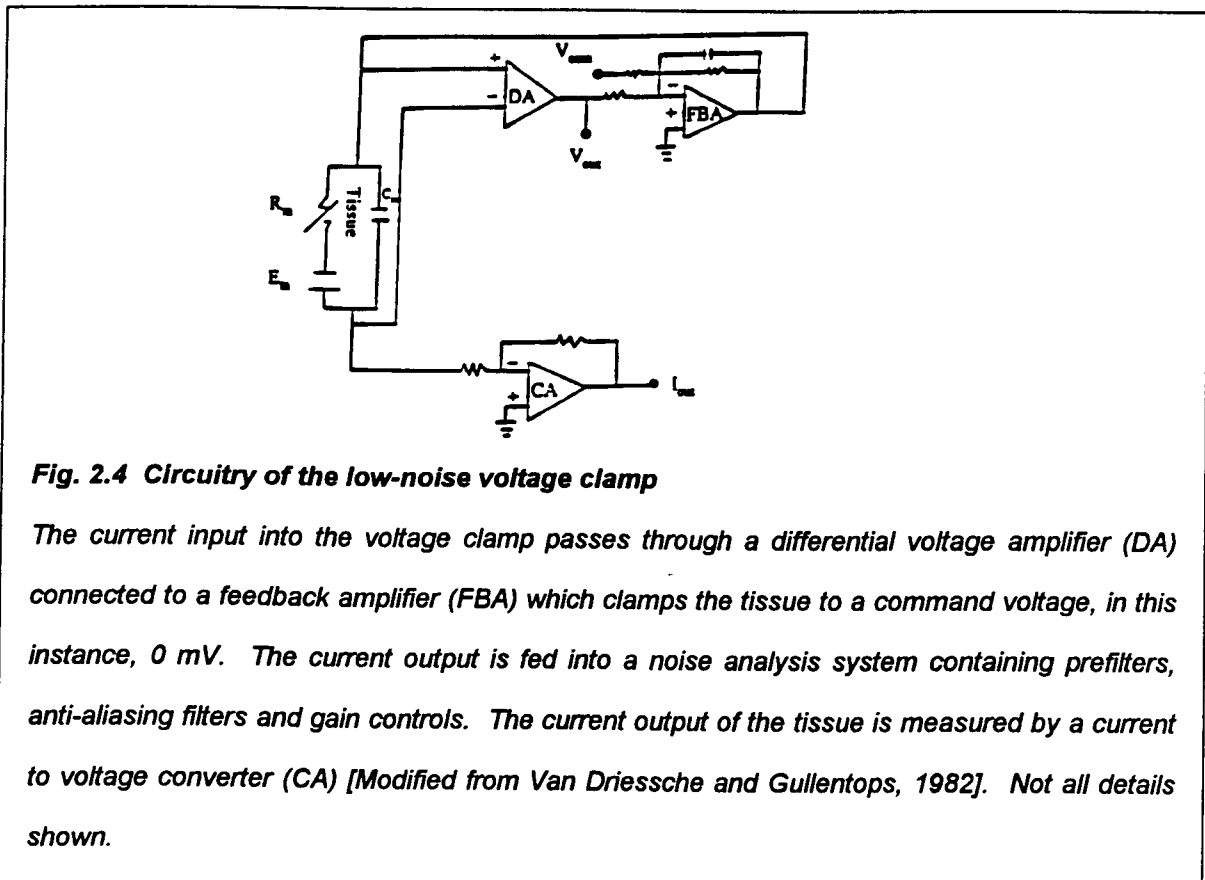 V
+
DA
-
-
+
FBA
V
R
Tissue
C
E
-
+
CA
I
Fig. 2.4 Circuitry of the low-noise voltage clamp
The current input into the voltage clamp passes through a differential voltage amplifier (DA)
connected to a feedback amplifier (FBA) which clamps the tissue to a command voltage, in this
instance, 0 mV. The current output is fed into a noise analysis system containing prefilters,
anti-aliasing filters and gain controls. The current output of the tissue is measured by a current
to voltage converter (CA) [Modified from Van Driessche and Gullentops, 1982]. Not all details
shown.